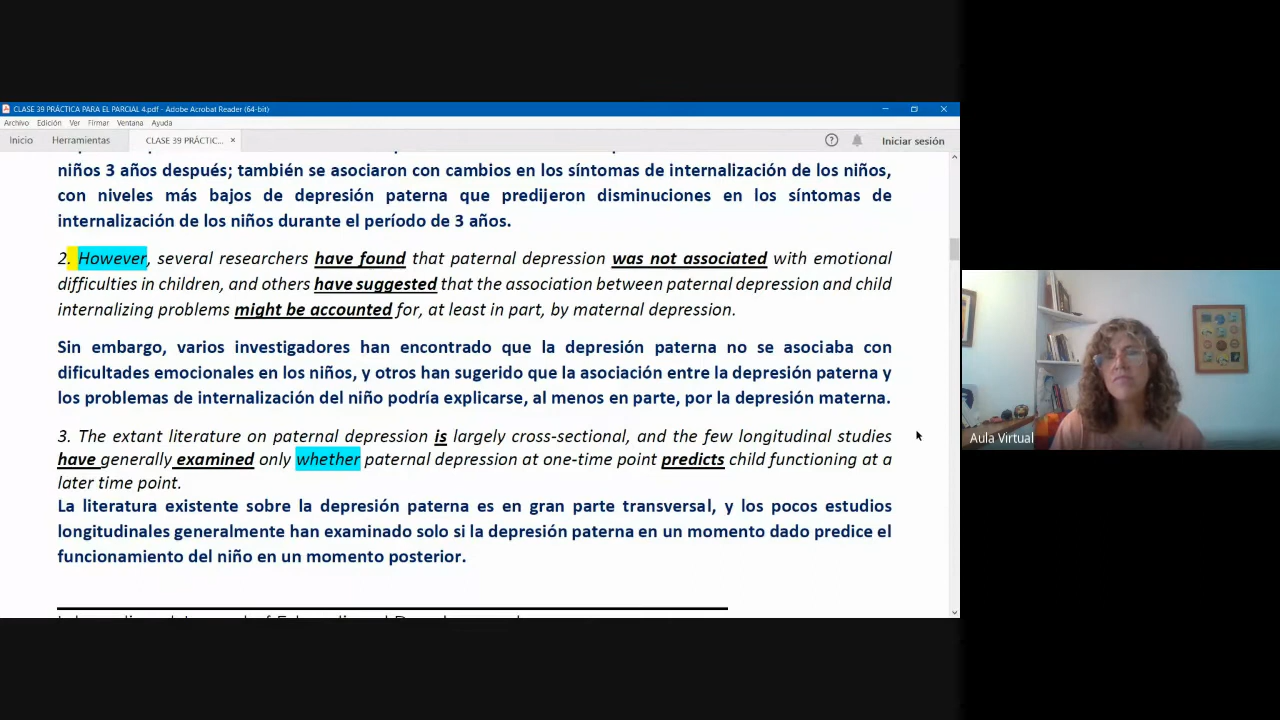 CLASE 39 PRÁCTICA PARA EL PARCIAL 4.pdf - Adobe Acrobat Reader (64-bit)
Archivo Edición Ver Firmar Ventana Ayuda
Inicio Herramientas CLASE 39 PRÁCTIC... × Iniciar sesión
niños 3 años después; también se asociaron con cambios en los síntomas de internalización de los niños,
con niveles más bajos de depresión paterna que predijeron disminuciones en los síntomas de
internalización de los niños durante el período de 3 años.
2. However, several researchers have found that paternal depression was not associated with emotional
difficulties in children, and others have suggested that the association between paternal depression and child
internalizing problems might be accounted for, at least in part, by maternal depression.
Sin embargo, varios investigadores han encontrado que la depresión paterna no se asociaba con
dificultades emocionales en los niños, y otros han sugerido que la asociación entre la depresión paterna y
los problemas de internalización del niño podría explicarse, al menos en parte, por la depresión materna.
3. The extant literature on paternal depression is largely cross-sectional, and the few longitudinal studies
have generally examined only whether paternal depression at one-time point predicts child functioning at a
later time point.
La literatura existente sobre la depresión paterna es en gran parte transversal, y los pocos estudios
longitudinales generalmente han examinado solo si la depresión paterna en un momento dado predice el
funcionamiento del niño en un momento posterior.
Aula Virtual